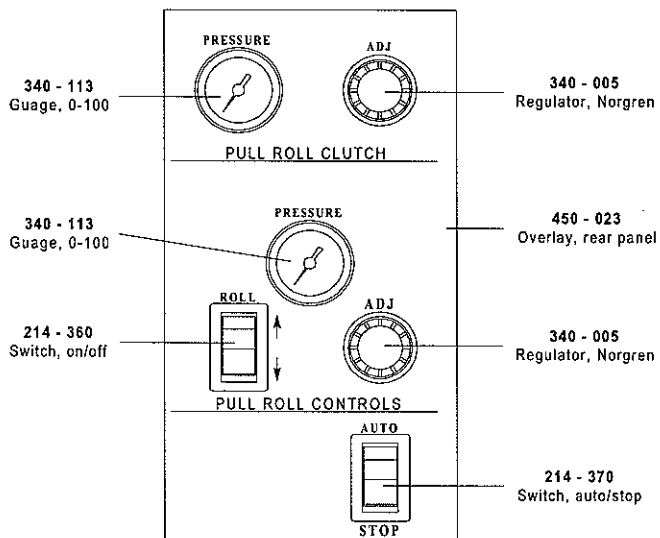 PRESSURE
ADJ
340 - 113
Guage, 0-100
340 - 005
Regulator, Norgren
PULL ROLL CLUTCH
340 - 113
Guage, 0-100
PRESSURE
450 - 023
Overlay, rear panel
ROLL
ADJ
214 - 360
Switch, on/off
340 - 005
Regulator, Norgren
PULL ROLL CONTROLS
AUTO
214 - 370
Switch, auto/stop
STOP